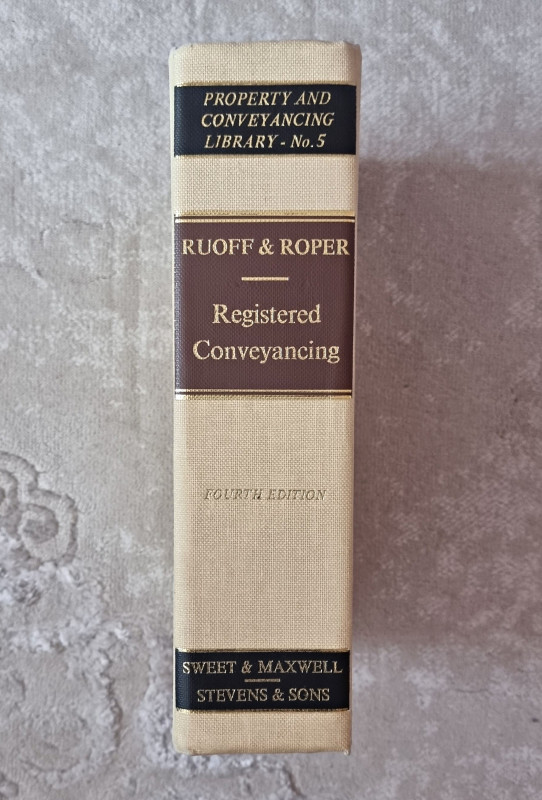 PROPERTY AND
CONVEYANCING
LIBRARY - No. 5
RUOFF & ROPER
Registered
Conveyancing
FOURTH EDITION
SWEET & MAXWELL
STEVENS & SONS